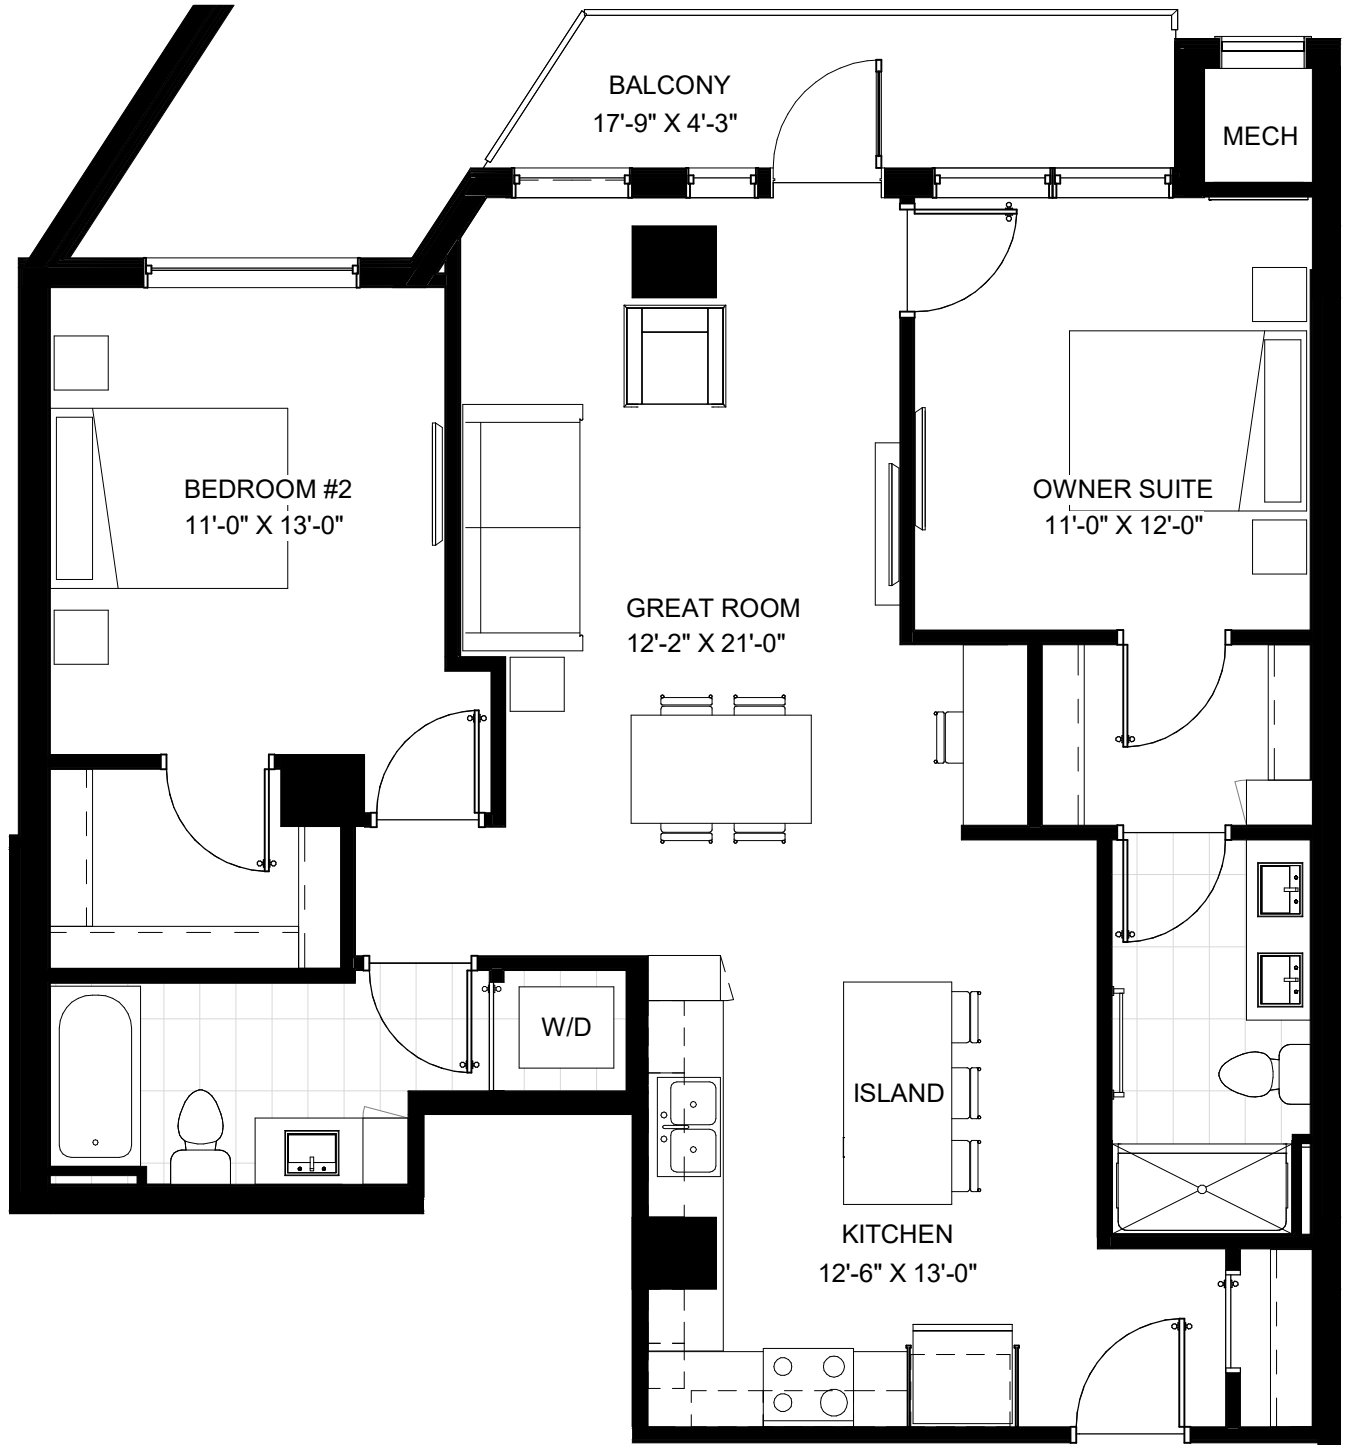 BALCONY
17'-9" X 4'-3"
MECH
BEDROOM #2
11'-0" X 13'-0"
OWNER SUITE
11'-0" X 12'-0"
GREAT ROOM
12'-2" X 21'-0"
W/D
ISLAND
KITCHEN
12'-6" X 13'-0"